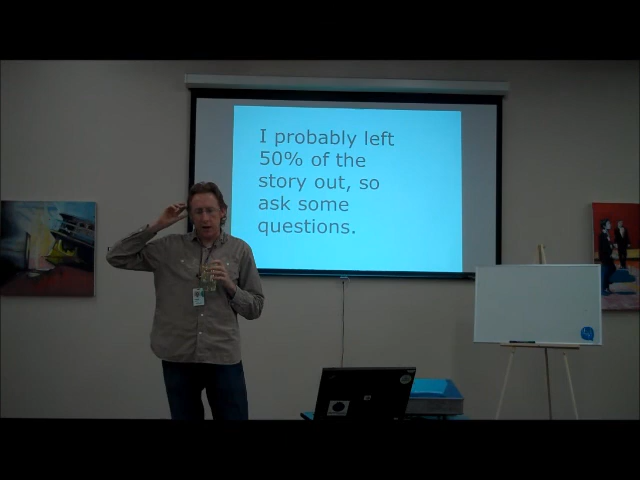 I probably left
50% of the
story out, so
ask some
questions.